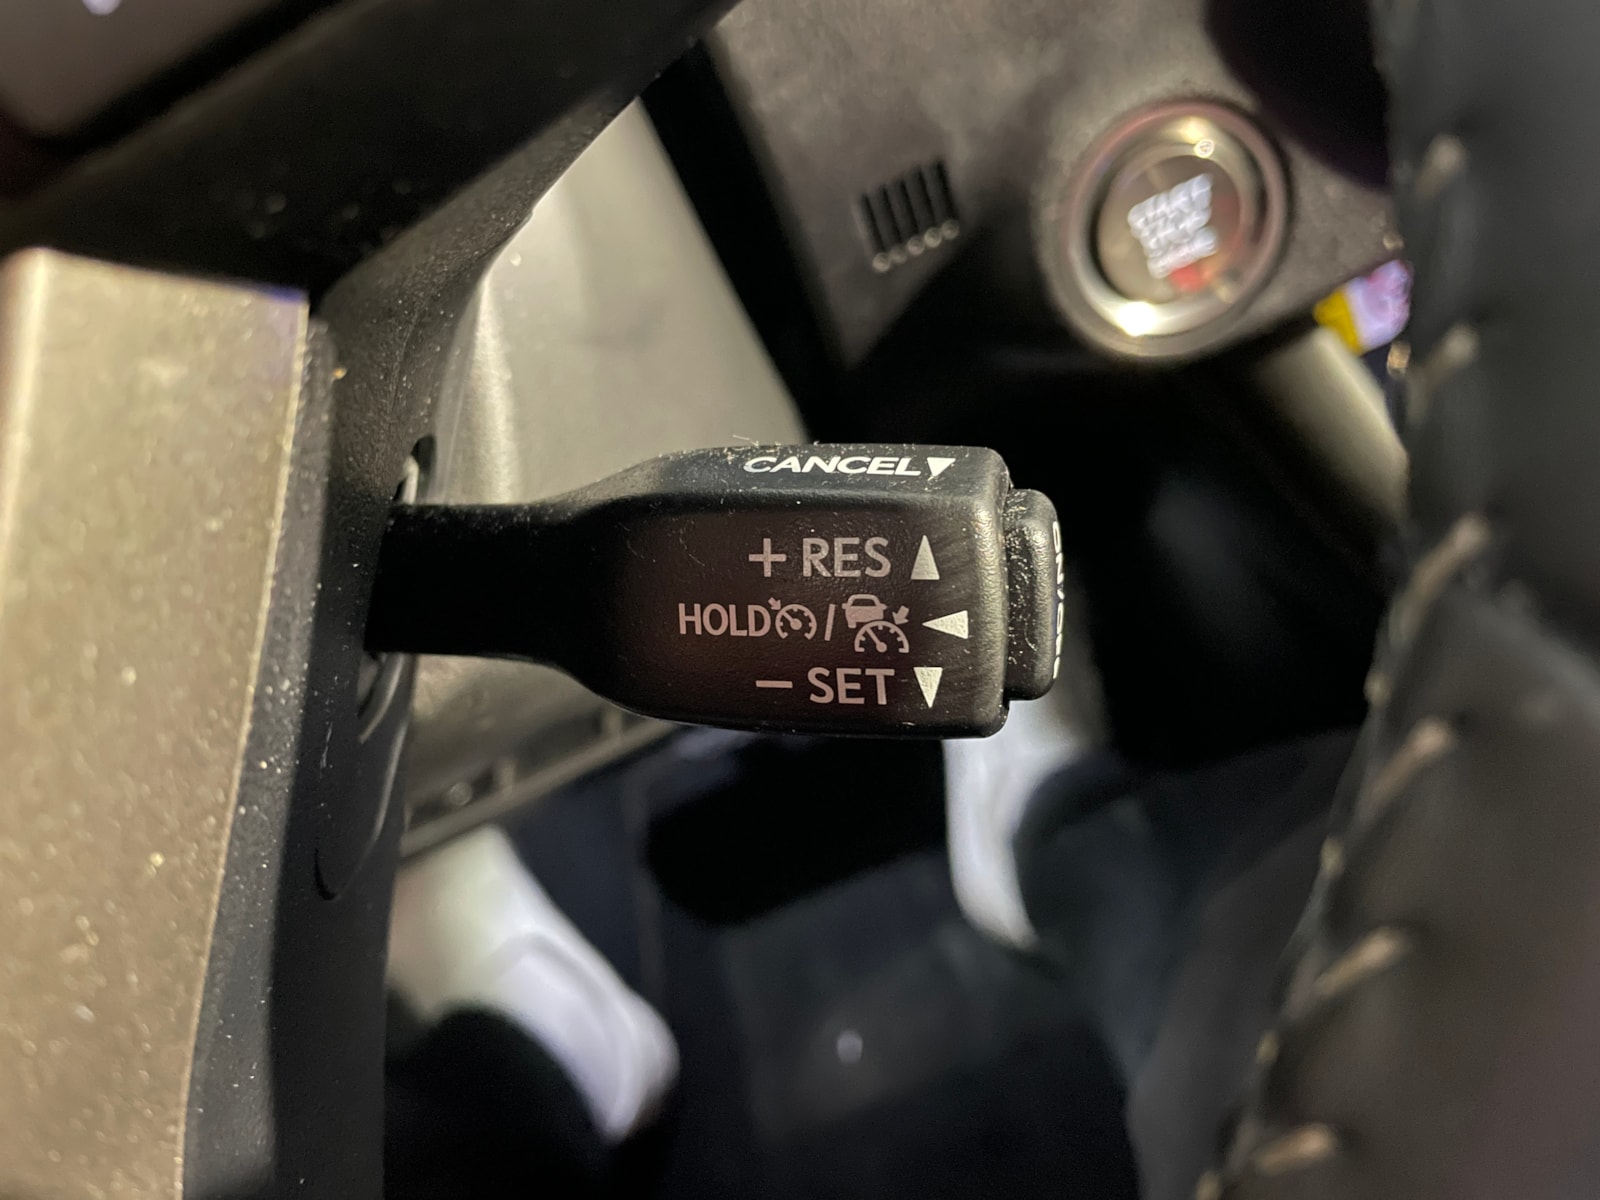 CANCEL▼
+ RES ▲
HOLD / ◀
− SET ▼